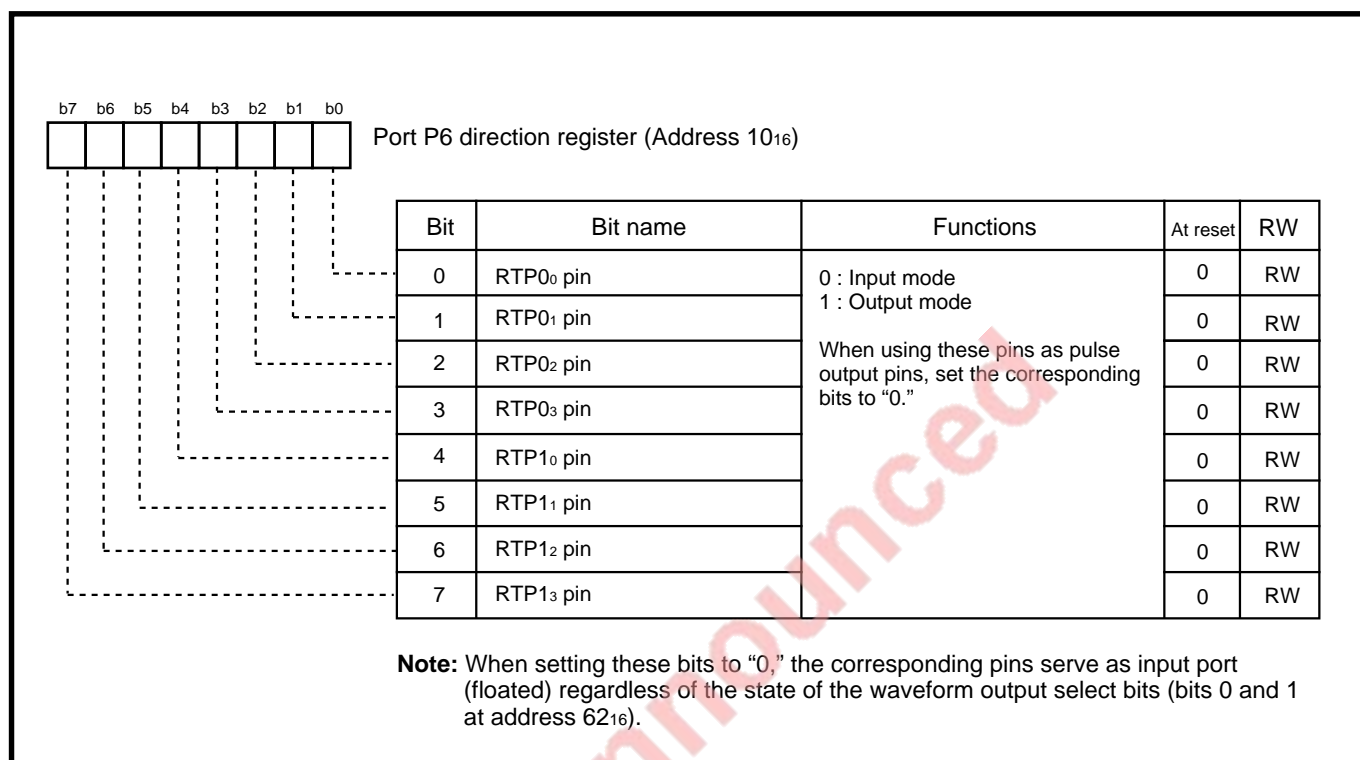 b7 b6 b5 b4 b3 b2 b1 b0
Port P6 direction register (Address 10₁₆)
Bit Bit name Functions At reset RW
0 RTP0₀ pin 0 RW
1 RTP0₁ pin 0 RW
2 RTP0₂ pin 0 RW
3 RTP0₃ pin 0 RW
4 RTP1₀ pin 0 RW
5 RTP1₁ pin 0 RW
6 RTP1₂ pin 0 RW
7 RTP1₃ pin 0 RW
0 : Input mode
1 : Output mode
When using these pins as pulse
output pins, set the corresponding
bits to “0.”
Note: When setting these bits to “0,” the corresponding pins serve as input port
(floated) regardless of the state of the waveform output select bits (bits 0 and 1
at address 62₁₆).
nnounced